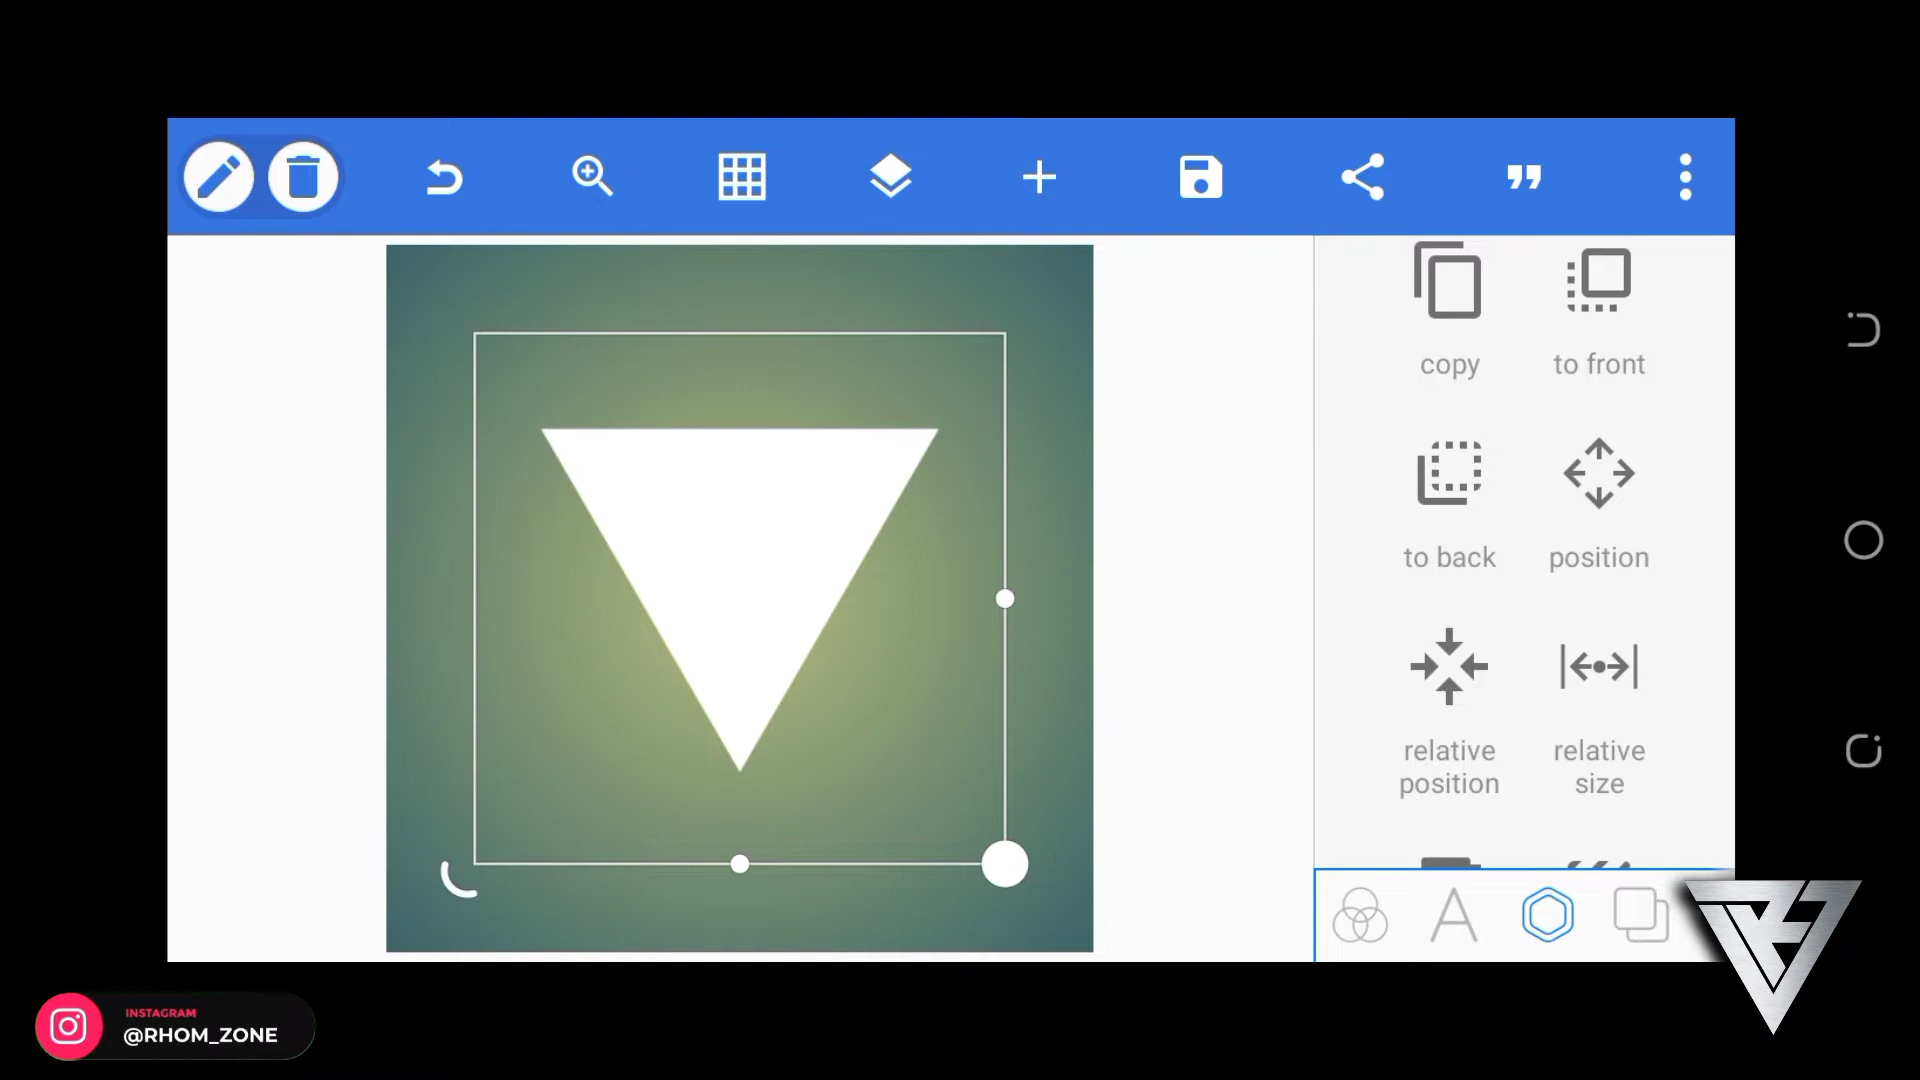 copy
to front
to back
position
relative
position
relative
size
INSTAGRAM
@RHOM_ZONE